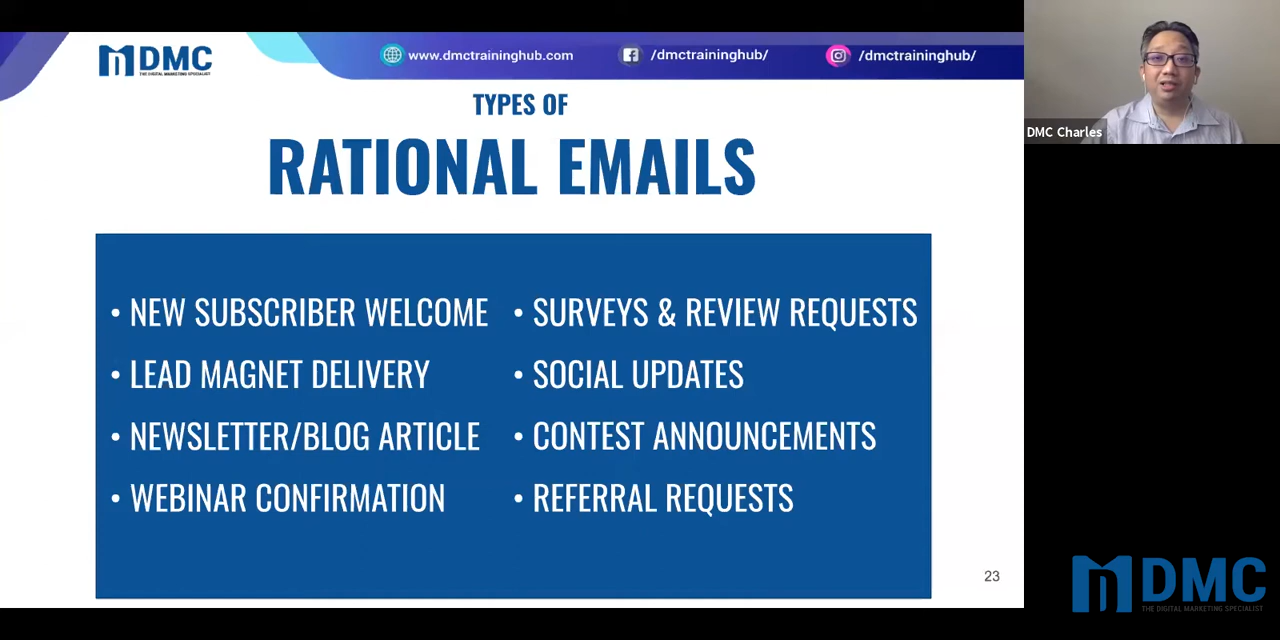 DMC
THE DIGITAL MARKETING SPECIALIST
www.dmctraininghub.com
/dmctraininghub/
/dmctraininghub/
DMC Charles
TYPES OF
RATIONAL EMAILS
• NEW SUBSCRIBER WELCOME
• LEAD MAGNET DELIVERY
• NEWSLETTER/BLOG ARTICLE
• WEBINAR CONFIRMATION
• SURVEYS & REVIEW REQUESTS
• SOCIAL UPDATES
• CONTEST ANNOUNCEMENTS
• REFERRAL REQUESTS
23
DMC
THE DIGITAL MARKETING SPECIALIST